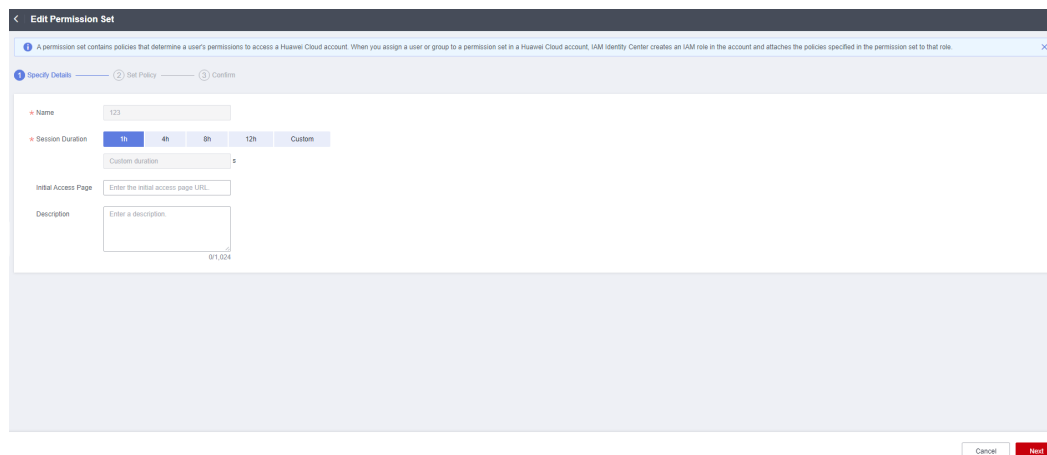 < Edit Permission Set
A permission set contains policies that determine a user's permissions to access a Huawei Cloud account. When you assign a user or group to a permission set in a Huawei Cloud account, IAM Identity Center creates an IAM role in the account and attaches the policies specified in the permission set to that role. ×
1 Specify Details 2 Set Policy 3 Confirm
* Name 123
* Session Duration 1h 4h 8h 12h Custom
Custom duration s
Initial Access Page Enter the initial access page URL.
Description Enter a description.
0/1,024
Cancel Next